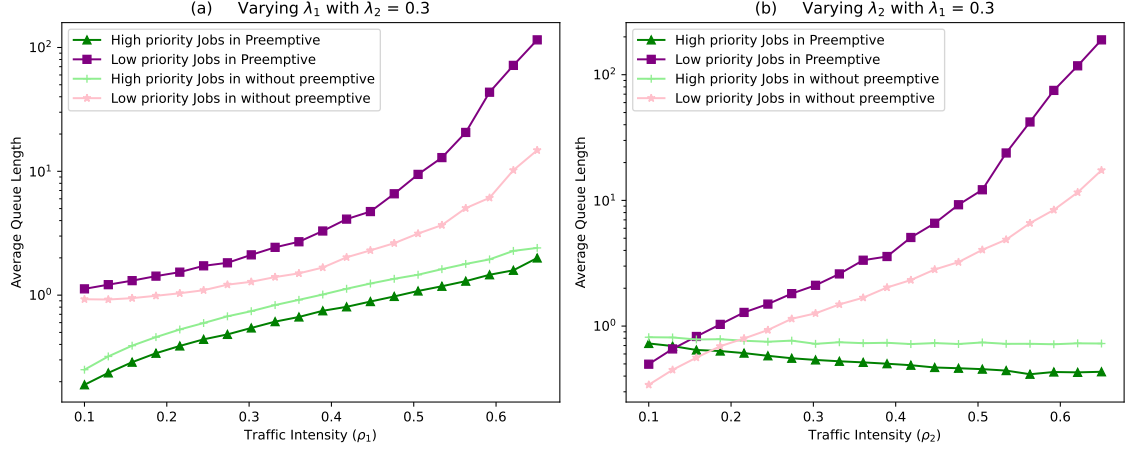 (a) Varying λ₁ with λ₂ = 0.3
High priority Jobs in Preemptive
Low priority Jobs in Preemptive
High priority Jobs in without preemptive
Low priority Jobs in without preemptive
Average Queue Length
10²
10¹
10⁰
0.1 0.2 0.3 0.4 0.5 0.6
Traffic Intensity (ρ₁)
(b) Varying λ₂ with λ₁ = 0.3
High priority Jobs in Preemptive
Low priority Jobs in Preemptive
High priority Jobs in without preemptive
Low priority Jobs in without preemptive
Average Queue Length
10²
10¹
10⁰
0.1 0.2 0.3 0.4 0.5 0.6
Traffic Intensity (ρ₂)